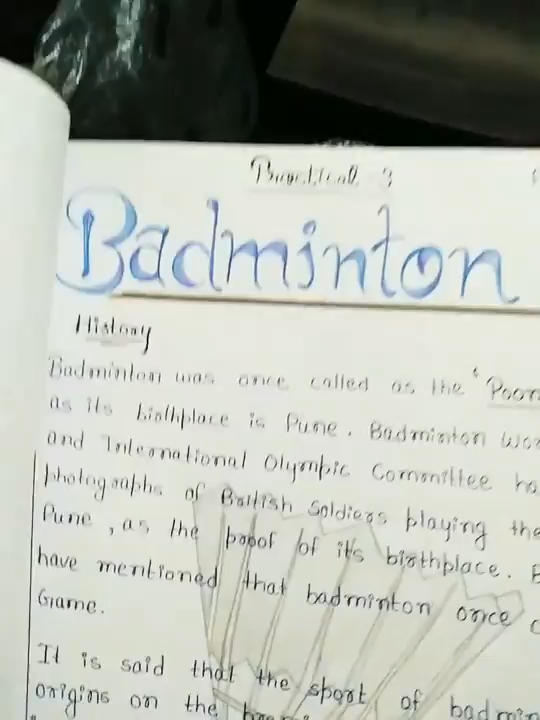 Practical 3
Badminton
History
Badminton was once called as the "Poon
as its birthplace is Pune. Badminton Wor
and International Olympic Committee ha
photographs of British soldiers playing the
Pune, as the proof of its birthplace. B
have mentioned that badminton once c
Game.
It is said that the sport of badmin
origins on the